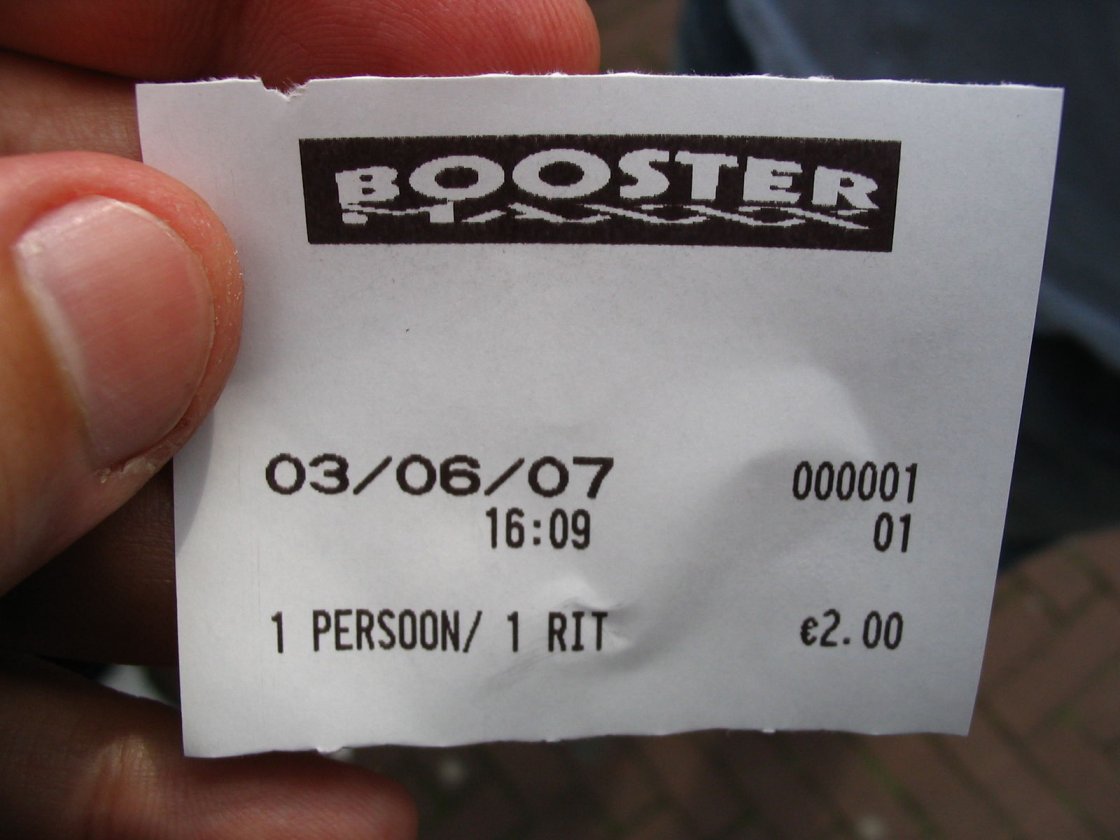 BOOSTER
03/06/07 000001
16:09 01
1 PERSOON/ 1 RIT €2.00